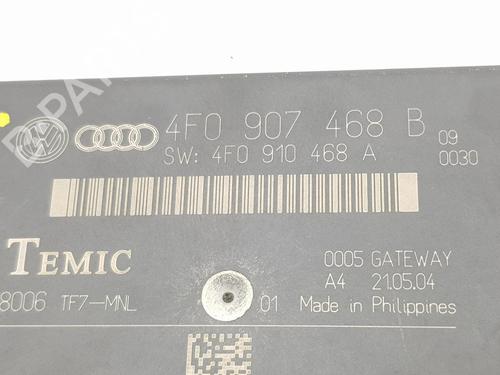 4F0 907 468 B 09
SW: 4F0 910 468 A 0030
TEMIC
0005 GATEWAY
A4 21.05.04
8006 TF7-MNL
01 Made in Philippines